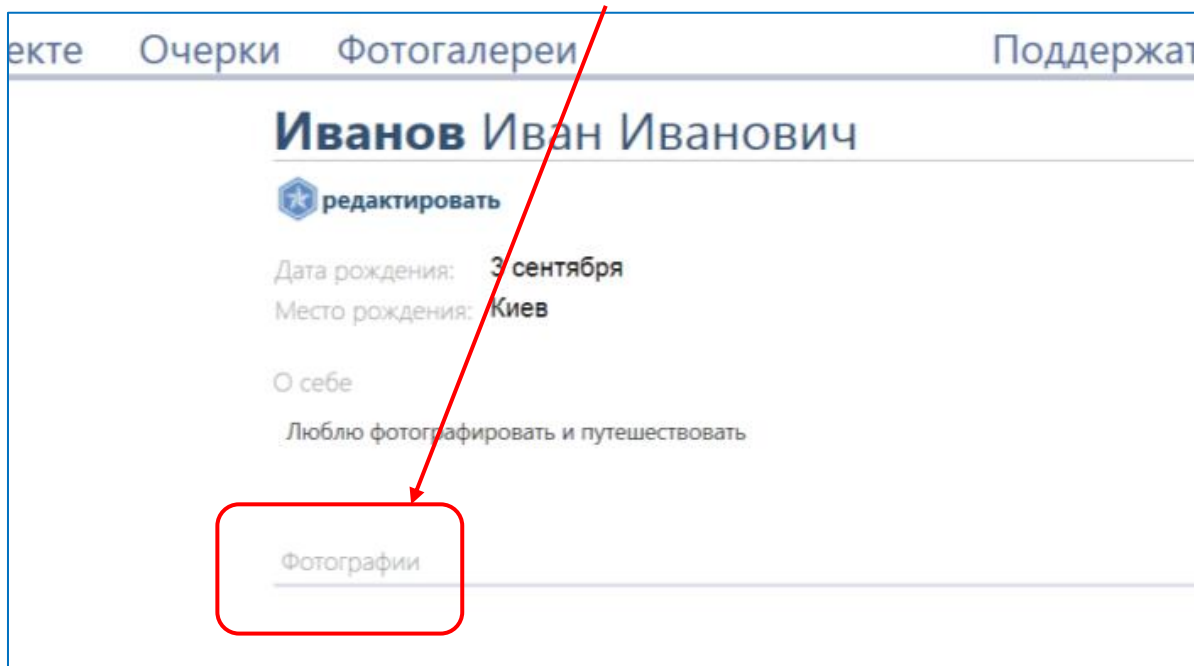 екте Очерки Фотогалереи Поддержат
Иванов Иван Иванович
редактировать
Дата рождения: 3 сентября
Место рождения: Киев
О себе
Люблю фотографировать и путешествовать
Фотографии